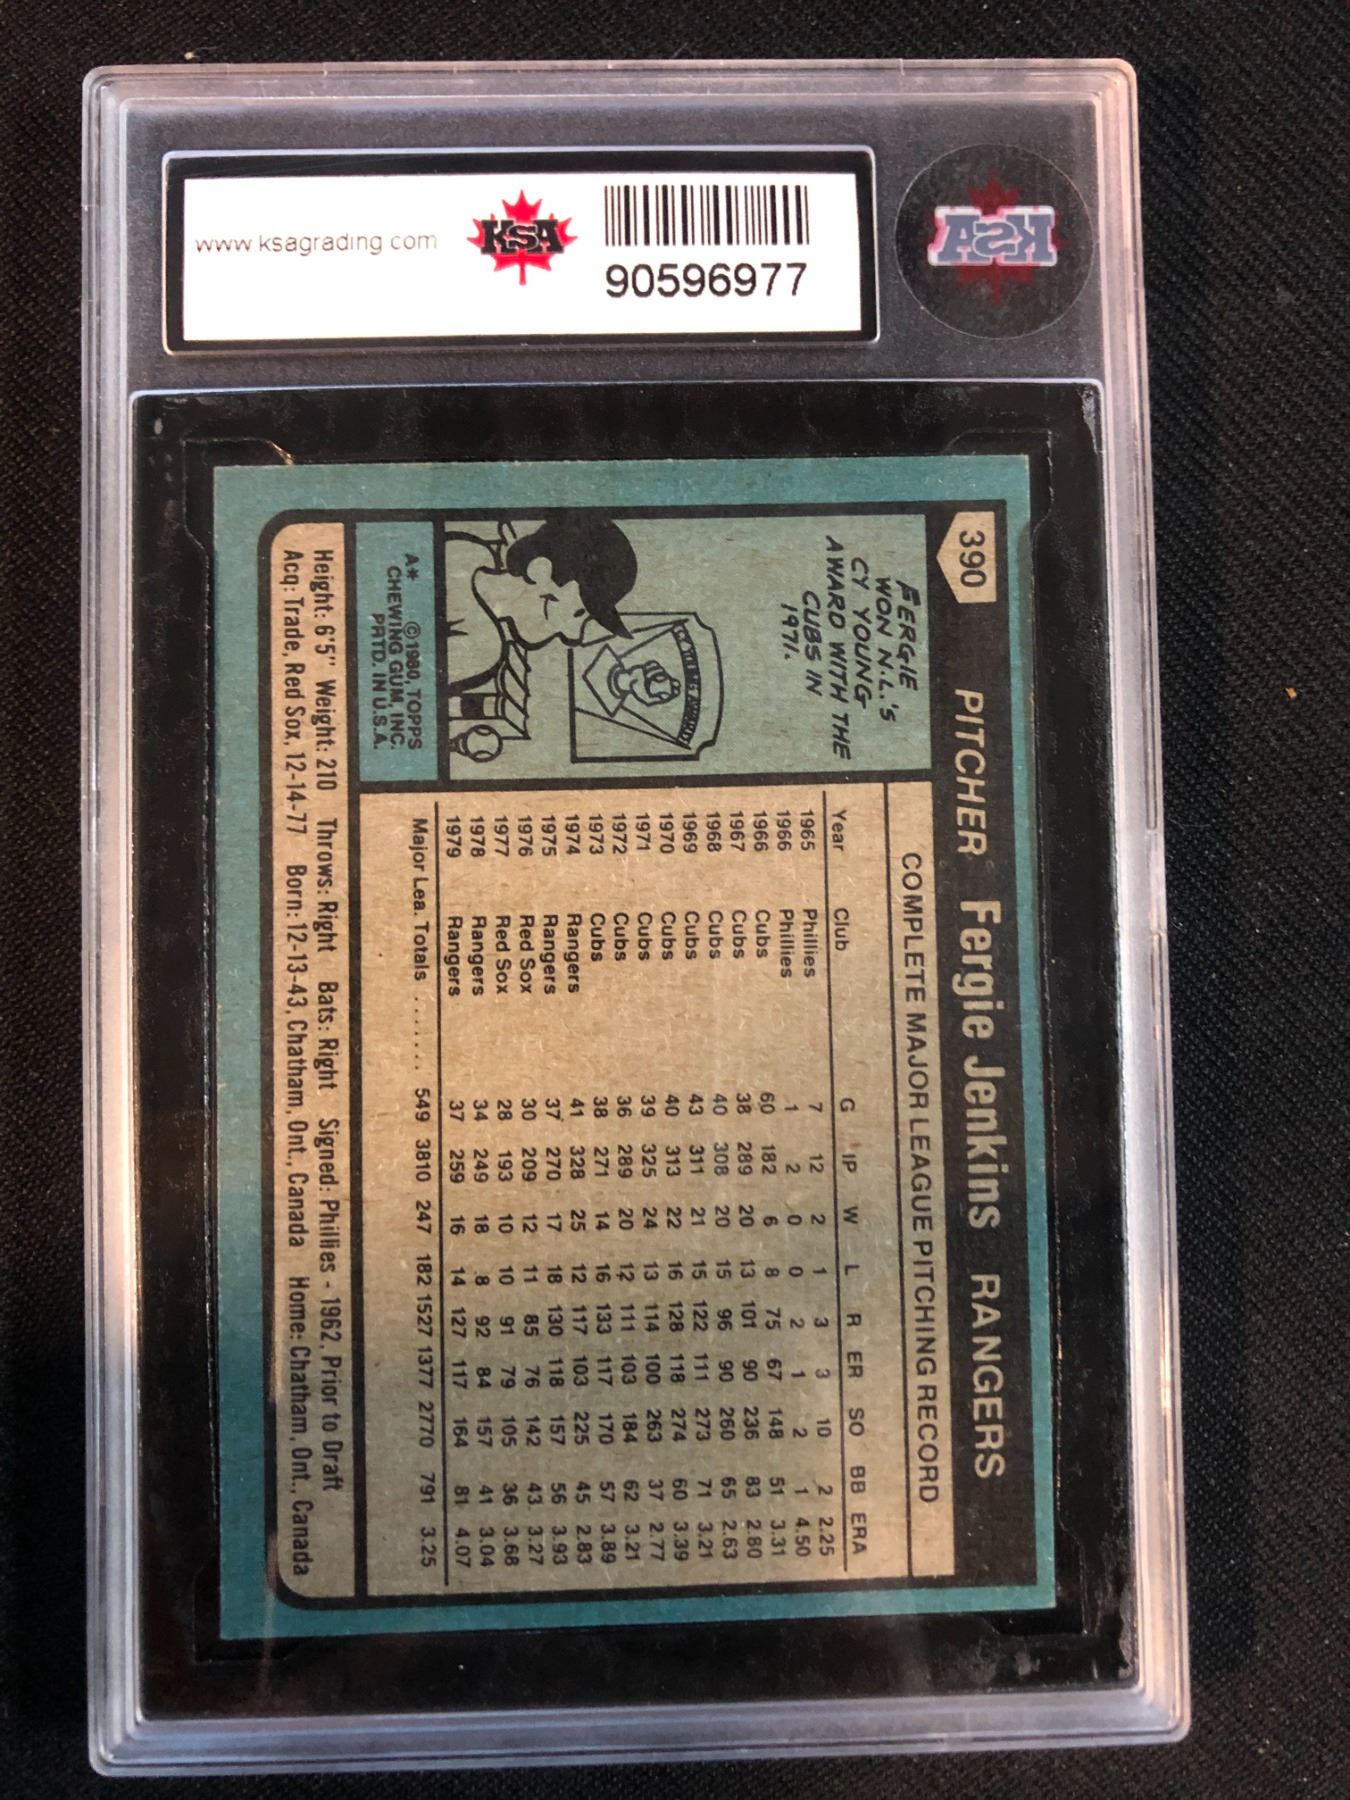 www.ksagrading.com
KSA
90596977
KSA
390
PITCHER Fergie Jenkins RANGERS
FERGIE
WON N.L.'S
CY YOUNG
AWARD WITH THE
CUBS IN
1971.
A* ©1980, TOPPS
CHEWING GUM, INC.
PRTD. IN U.S.A.
COMPLETE MAJOR LEAGUE PITCHING RECORD
Year Club G IP W L R ER SO BB ERA
1965 Phillies 7 12 2 1 3 3 10 2 2.25
1966 Phillies 1 2 0 0 2 1 2 1 4.50
1966 Cubs 60 182 6 8 75 67 148 51 3.31
1967 Cubs 38 289 20 13 101 90 236 83 2.80
1968 Cubs 40 308 20 15 96 90 260 65 2.63
1969 Cubs 43 311 21 15 122 111 273 71 3.21
1970 Cubs 40 313 22 16 128 118 274 60 3.39
1971 Cubs 39 325 24 13 114 100 263 37 2.77
1972 Cubs 36 289 20 12 111 103 184 62 3.21
1973 Cubs 38 271 14 16 133 117 170 57 3.89
1974 Rangers 41 328 25 12 117 103 225 45 2.83
1975 Rangers 37 270 17 18 130 118 157 56 3.93
1976 Red Sox 30 209 12 11 85 76 142 43 3.27
1977 Red Sox 28 193 10 10 91 79 105 36 3.68
1978 Rangers 34 249 18 8 92 84 157 41 3.04
1979 Rangers 37 259 16 14 127 117 164 81 4.07
Major Lea. Totals ....... 549 3810 247 182 1527 1377 2770 791 3.25
Height: 6'5" Weight: 210 Throws: Right Bats: Right Signed: Phillies - 1962, Prior to Draft
Acq: Trade, Red Sox, 12-14-77 Born: 12-13-43, Chatham, Ont., Canada Home: Chatham, Ont., Canada